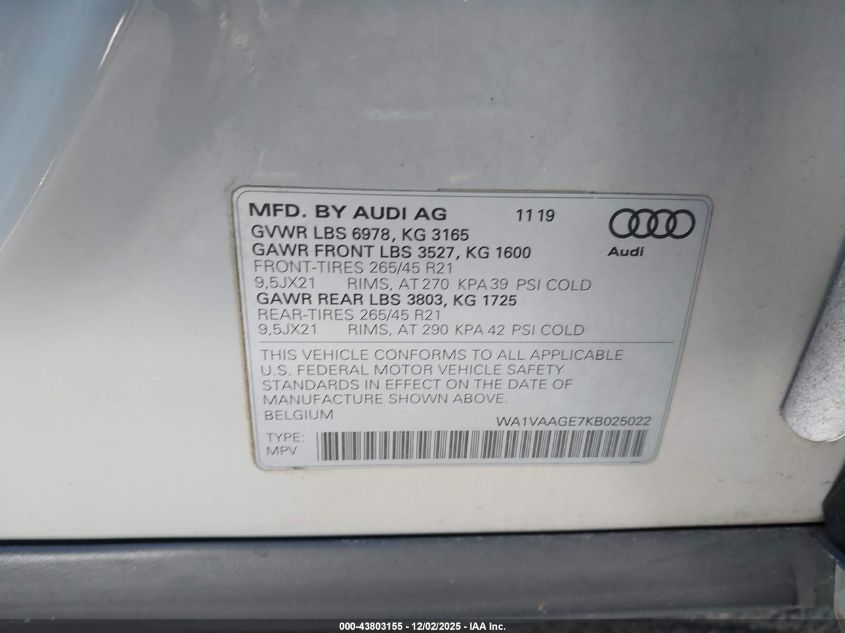 MFD. BY AUDI AG 11 19
GVWR LBS 6978, KG 3165
GAWR FRONT LBS 3527, KG 1600
Audi
FRONT-TIRES 265/45 R21
9,5JX21 RIMS, AT 270 KPA 39 PSI COLD
GAWR REAR LBS 3803, KG 1725
REAR-TIRES 265/45 R21
9,5JX21 RIMS, AT 290 KPA 42 PSI COLD
THIS VEHICLE CONFORMS TO ALL APPLICABLE
U.S. FEDERAL MOTOR VEHICLE SAFETY
STANDARDS IN EFFECT ON THE DATE OF
MANUFACTURE SHOWN ABOVE.
BELGIUM WA1VAAGE7KB025022
TYPE:
MPV
000-43803155 - 12/02/2025 - IAA Inc.